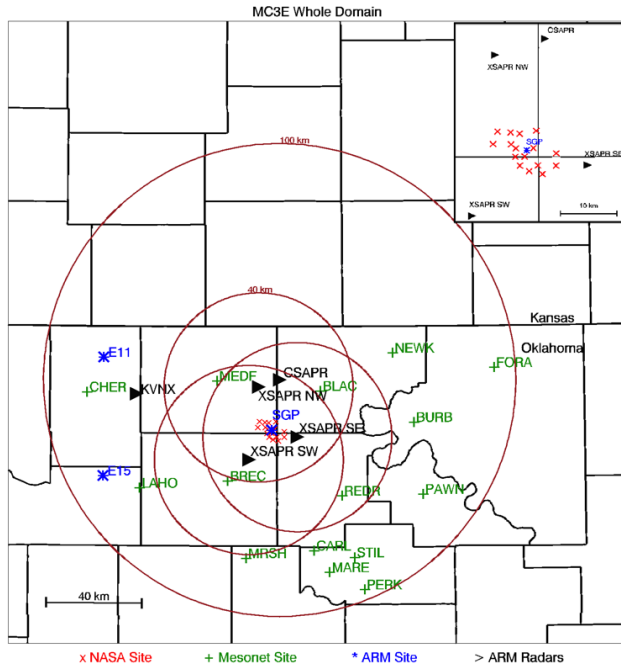 MC3E Whole Domain
CSAPR
XSAPR NW
SGP
XSAPR SE
XSAPR SW
10 km
100 km
40 km
Kansas
Oklahoma
E11
NEWK
FORA
CHER
KVNX
MEDF
CSAPR
XSAPR NW
BLAC
SGP
BURB
XSAPR SE
XSAPR SW
E15
LAHO
BREC
REDR
PAWN
MRSH
CARL
STIL
MARE
PERK
40 km
x NASA Site + Mesonet Site * ARM Site > ARM Radars